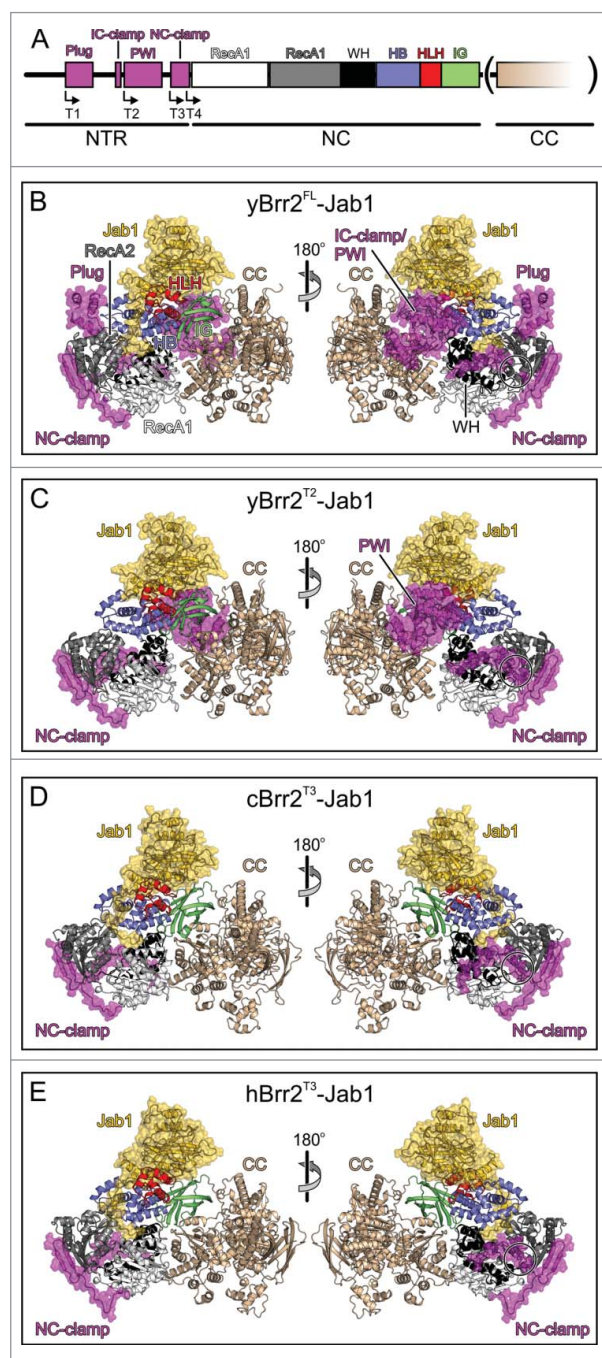 A
IC-clamp NC-clamp
Plug PWI RecA1 RecA1 WH HB HLH IG
T1 T2 T3 T4
NTR NC CC
B yBrr2FL-Jab1
Jab1 180° IC-clamp/ Jab1
PWI
RecA2 CC CC Plug
Plug HLH
IG
HB
RecA1 WH
NC-clamp NC-clamp
C yBrr2T2-Jab1
Jab1 180° Jab1
CC CC PWI
NC-clamp NC-clamp
D cBrr2T3-Jab1
Jab1 180° Jab1
CC CC
NC-clamp NC-clamp
E hBrr2T3-Jab1
Jab1 180° Jab1
CC CC
NC-clamp NC-clamp